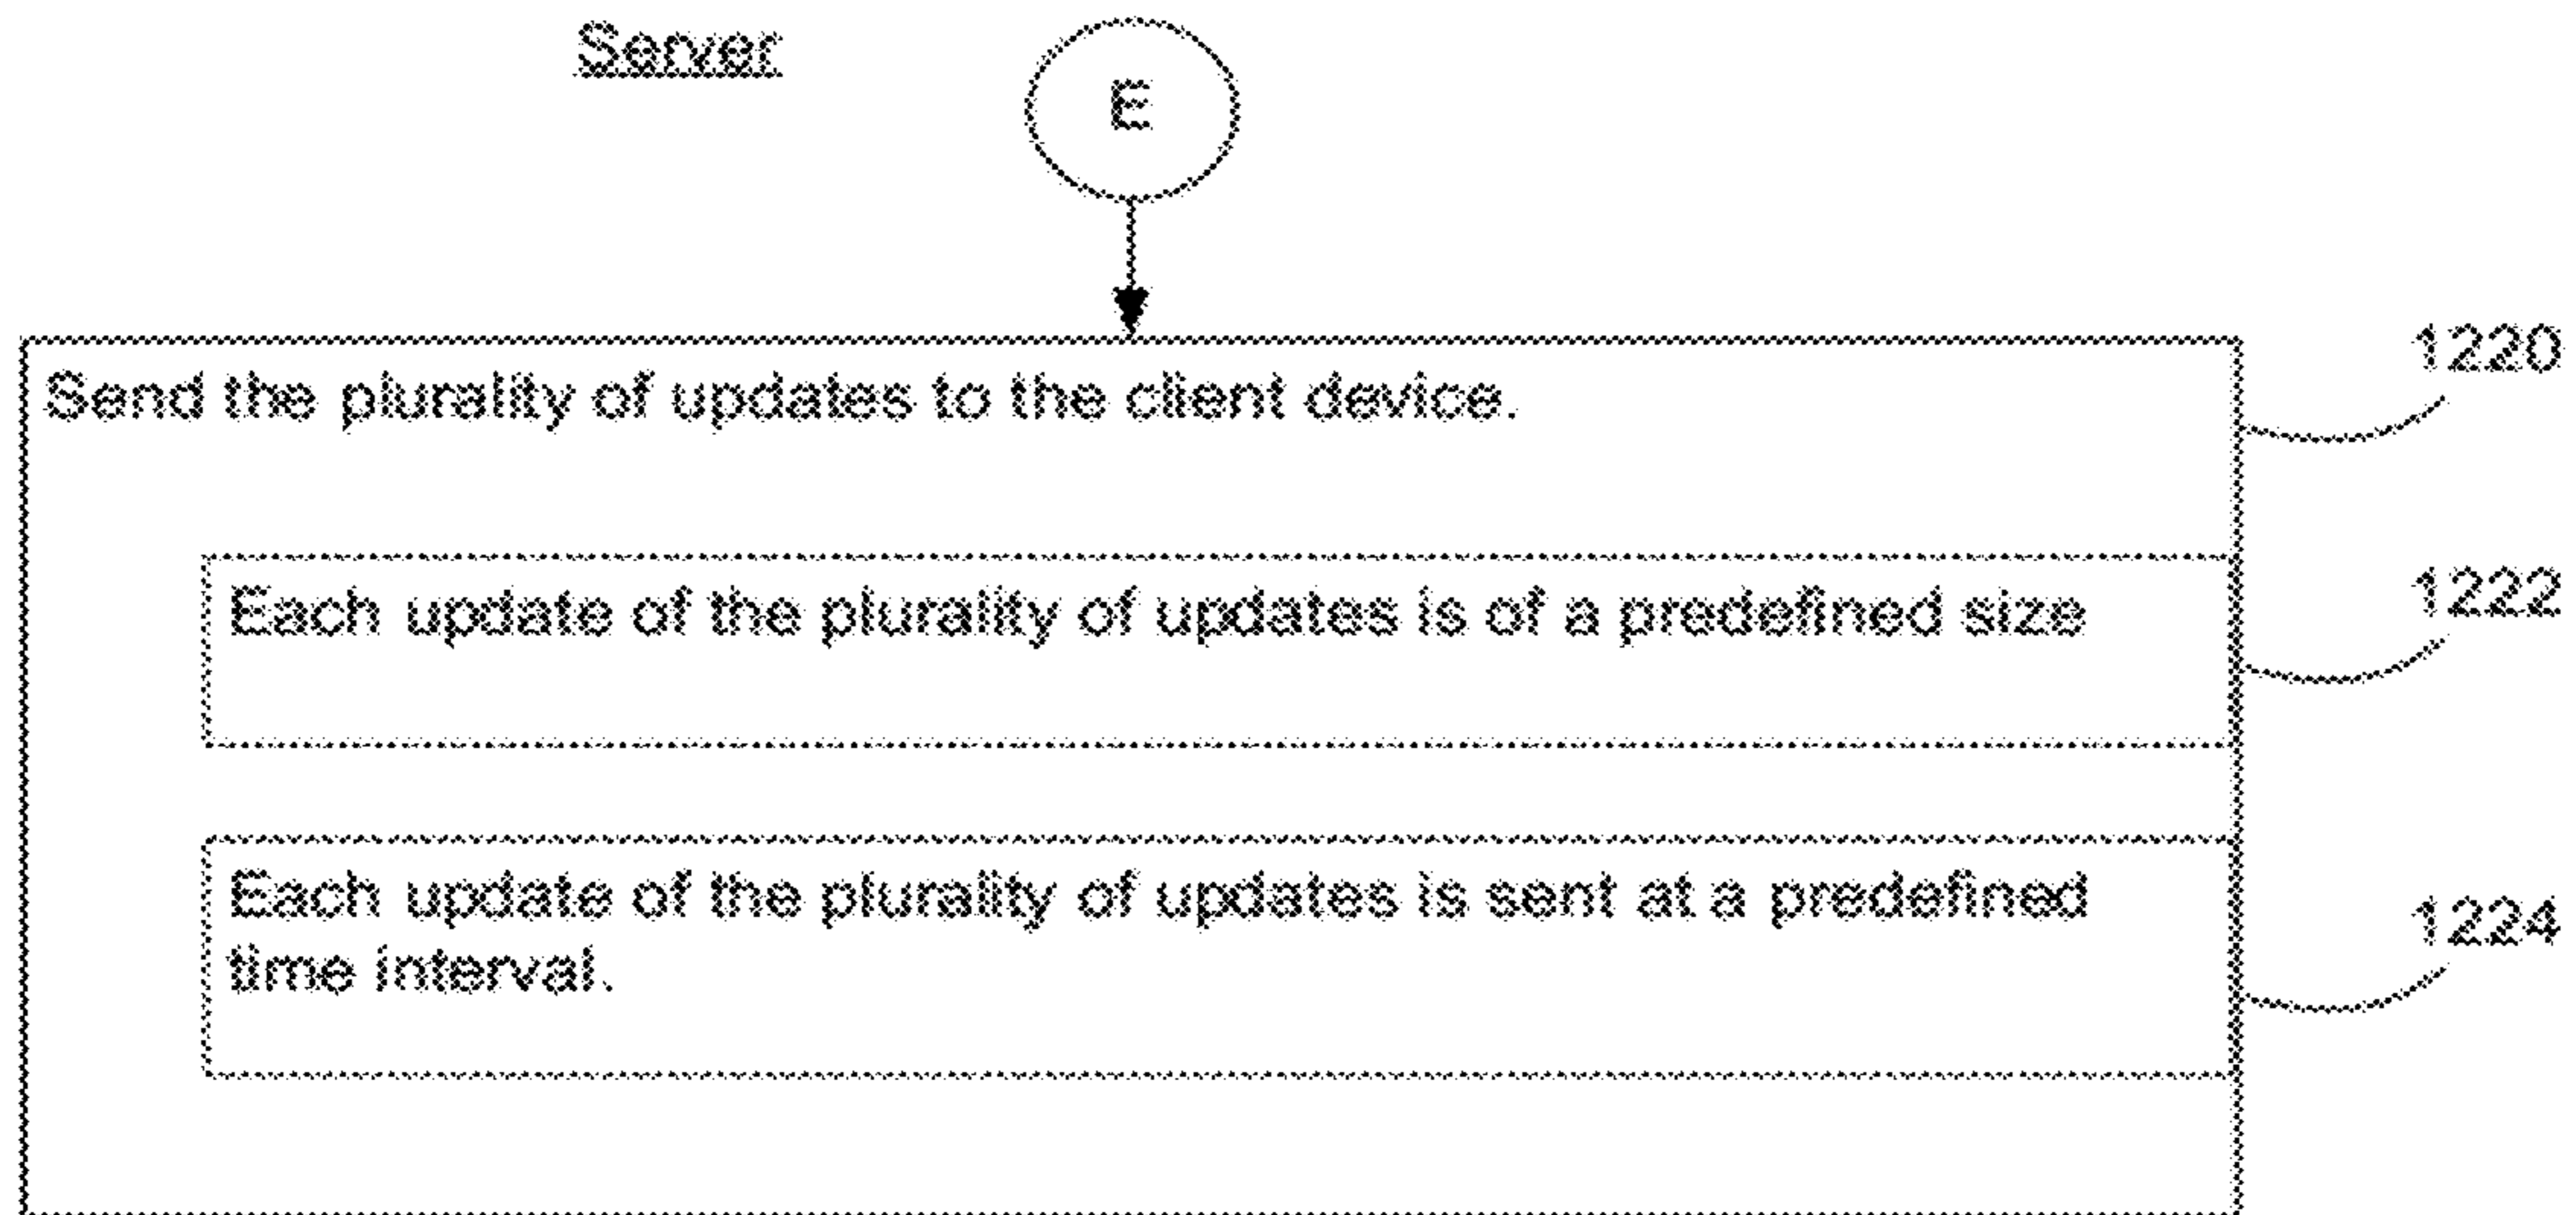 Server
E
1220
Send the plurality of updates to the client device.
1222
Each update of the plurality of updates is of a predefined size
Each update of the plurality of updates is sent at a predefined
1224
time interval.